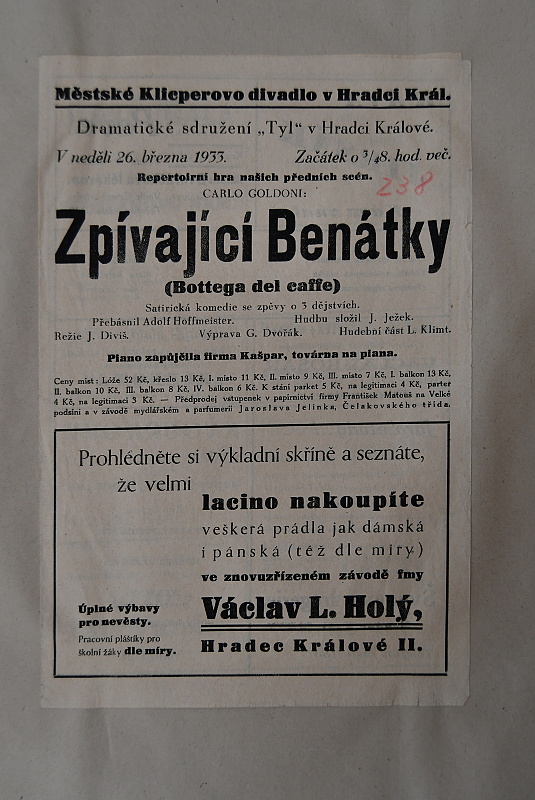 Městské Klicperovo divadlo v Hradci Král.
Dramatické sdružení „Tyl" v Hradci Králové.
V neděli 26. března 1933. Začátek o 3/48. hod. več.
Repertoirní hra našich předních scén.
238
CARLO GOLDONI:
Zpívající Benátky
(Bottega del caffe)
Satirická komedie se zpěvy o 3 dějstvích.
Přebásnil Adolf Hoffmeister. Hudbu složil J. Ježek.
Režie J. Diviš. Výprava G. Dvořák. Hudební část L. Klimt.
Piano zapůjčila firma Kašpar, továrna na piana.
Ceny míst: Lóže 52 Kč, křeslo 13 Kč, I. místo 11 Kč, II. místo 9 Kč, III. místo 7 Kč, I. balkon 13 Kč,
II. balkon 10 Kč, III. balkon 8 Kč, IV. balkon 6 Kč. K stání parket 5 Kč, na legitimaci 4 Kč, parter
4 Kč, na legitimaci 3 Kč. — Předprodej vstupenek v papírnictví firmy František Matouš na Velké
podsíni a v závodě mydlářském a parfumerii Jaroslava Jelínka, Čelakovského třída.
Prohlédněte si výkladní skříně a seznáte,
že velmi
lacino nakoupíte
veškerá prádla jak dámská
i pánská (též dle míry)
ve znovuzřízeném závodě fmy
Václav L. Holý,
Hradec Králové II.
Úplné výbavy
pro nevěsty.
Pracovní pláštíky pro
školní žáky dle míry.